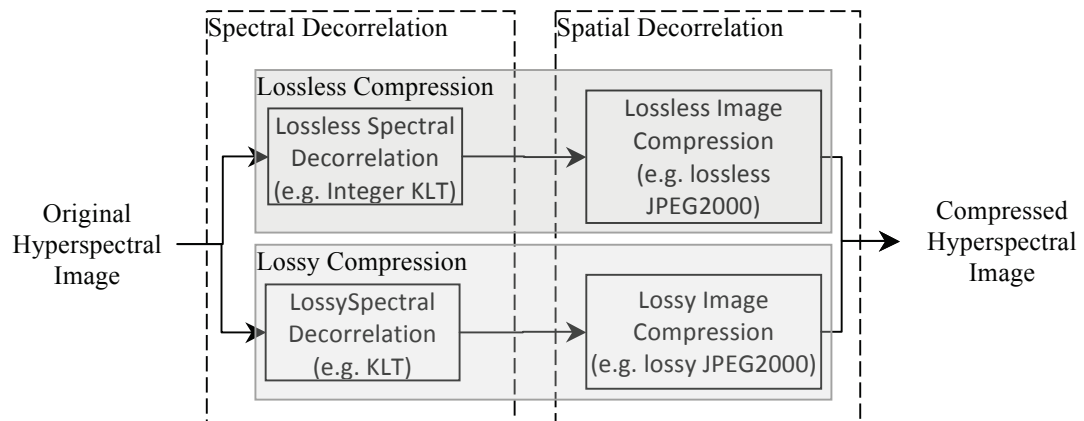 Spectral Decorrelation
Spatial Decorrelation
Lossless Compression
Lossless Spectral
Decorrelation
(e.g. Integer KLT)
Lossless Image
Compression
(e.g. lossless
JPEG2000)
Original
Hyperspectral
Image
Compressed
Hyperspectral
Image
Lossy Compression
LossySpectral
Decorrelation
(e.g. KLT)
Lossy Image
Compression
(e.g. lossy JPEG2000)